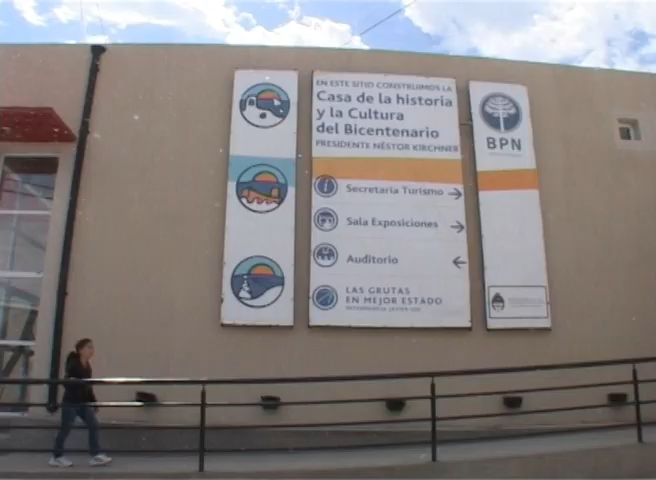 EN ESTE SITIO CONSTRUIMOS LA
Casa de la historia
y la Cultura
del Bicentenario
PRESIDENTE NÉSTOR KIRCHNER
Secretaría Turismo
Sala Exposiciones
Auditorio
LAS GRUTAS
EN MEJOR ESTADO
BPN